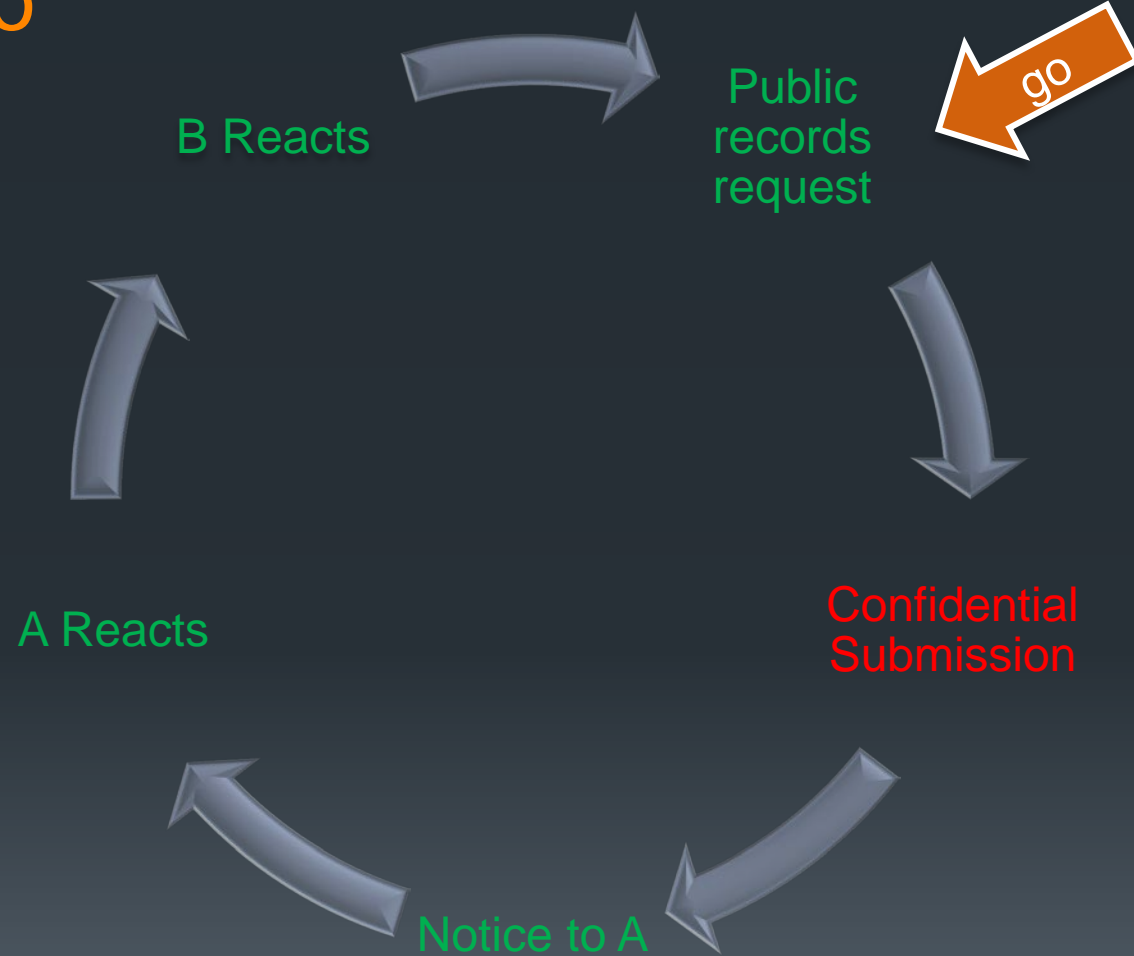 go
Public
records
request
Confidential
Submission
Notice to A
A Reacts
B Reacts